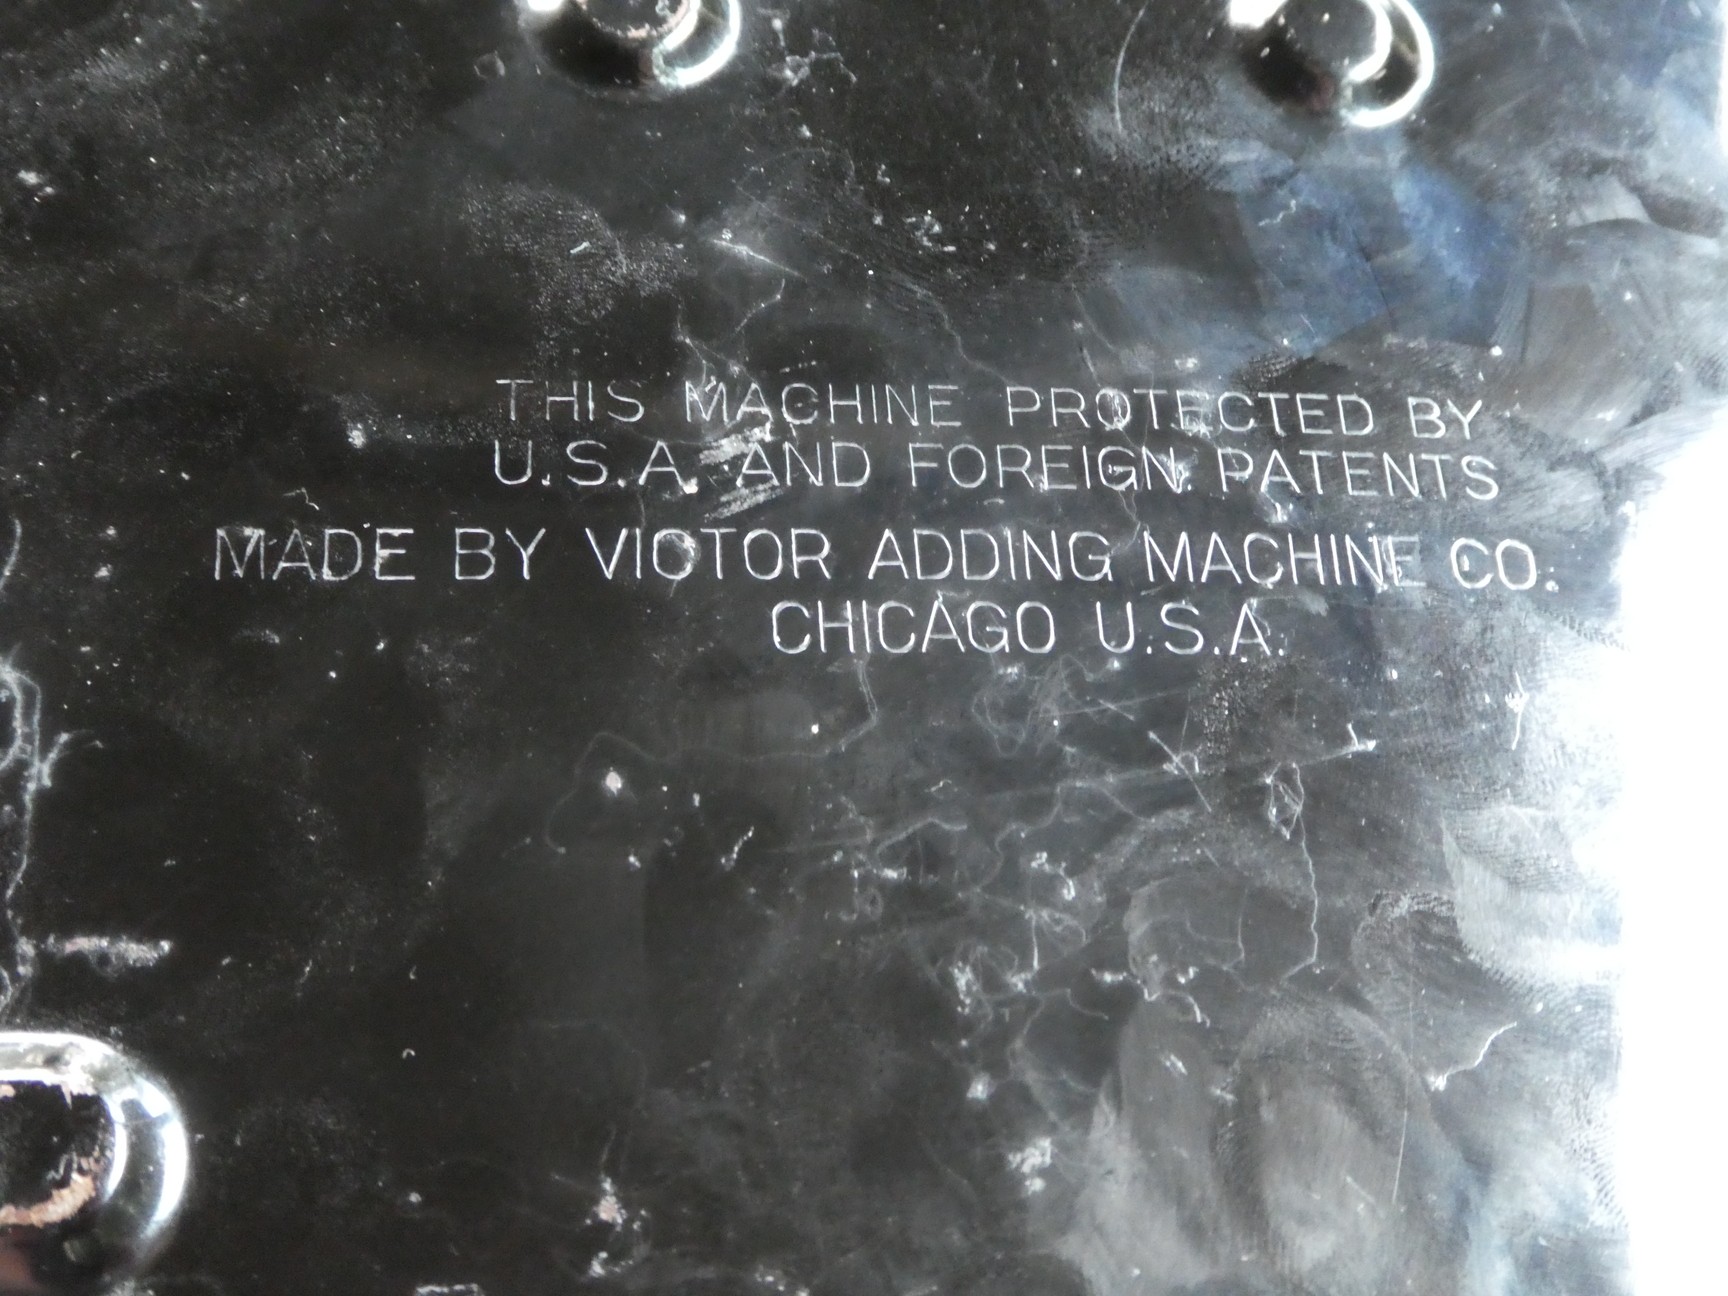 THIS MACHINE PROTECTED BY
U.S.A. AND FOREIGN PATENTS
MADE BY VICTOR ADDING MACHINE CO.
CHICAGO U.S.A.